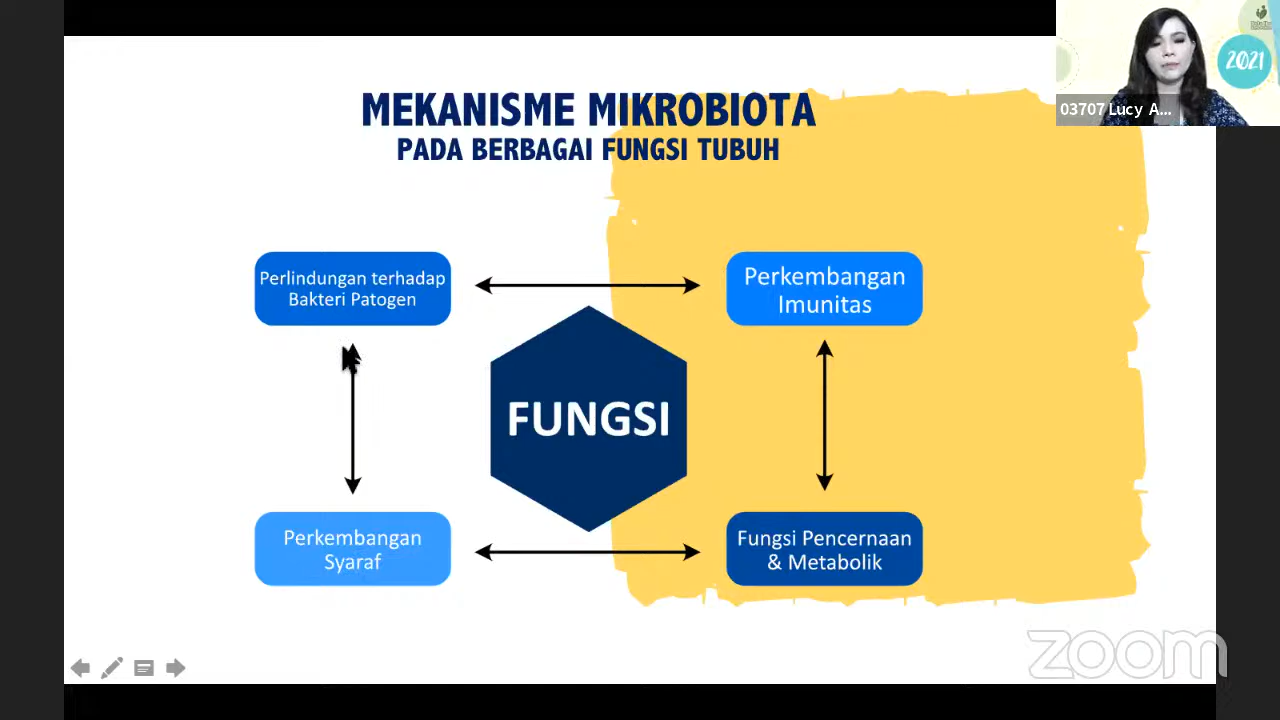 MEKANISME MIKROBIOTA
PADA BERBAGAI FUNGSI TUBUH
2021
03707 Lucy A...
Perlindungan terhadap
Bakteri Patogen
Perkembangan
Imunitas
FUNGSI
Perkembangan
Syaraf
Fungsi Pencernaan
& Metabolik
zoom